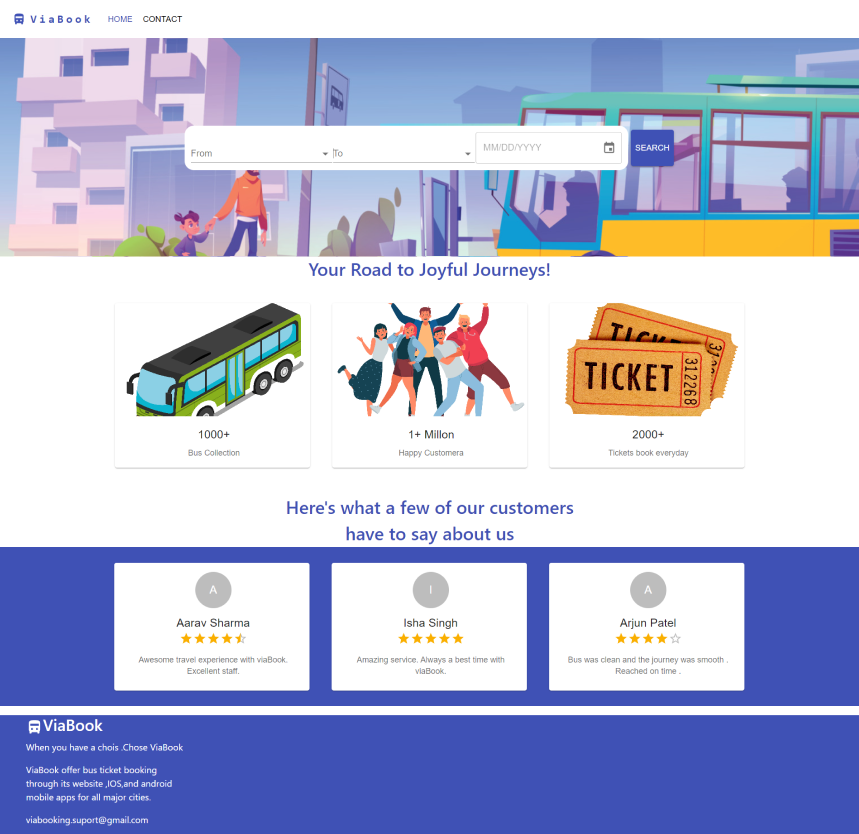 ViaBook HOME CONTACT
From To MM/DD/YYYY SEARCH
Your Road to Joyful Journeys!
TICKET 312268
TICKET 31
1000+
Bus Collection
1+ Millon
Happy Customera
2000+
Tickets book everyday
Here's what a few of our customers
have to say about us
A
Aarav Sharma
Awesome travel experience with viaBook.
Excellent staff.
I
Isha Singh
Amazing service. Always a best time with
viaBook.
A
Arjun Patel
Bus was clean and the journey was smooth .
Reached on time .
ViaBook
When you have a chois .Chose ViaBook
ViaBook offer bus ticket booking
through its website ,IOS,and android
mobile apps for all major cities.
viabooking.suport@gmail.com